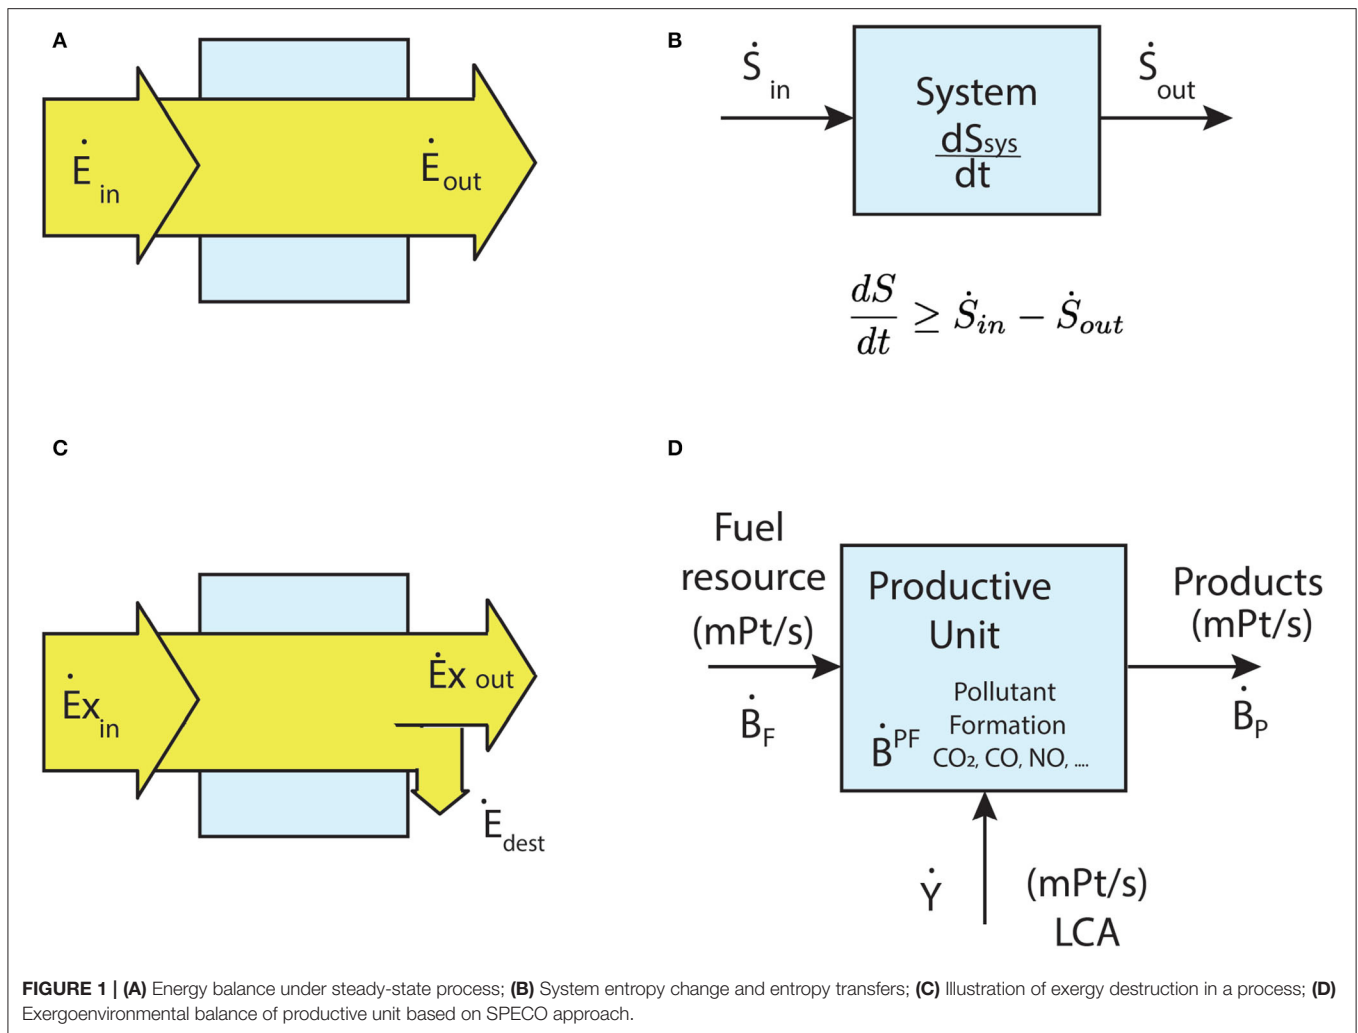 A
Ė in
Ė out
B
Ṡ in
System
dSsys
dt
Ṡ out
dS/dt ≥ Ṡin − Ṡout
C
Ėx in
Ėx out
Ė dest
D
Fuel
resource
(mPt/s)
Ḃ F
Productive
Unit
Pollutant
Formation
Ḃ PF
CO₂, CO, NO, ....
Products
(mPt/s)
Ḃ P
Ẏ
(mPt/s)
LCA
FIGURE 1 | (A) Energy balance under steady-state process; (B) System entropy change and entropy transfers; (C) Illustration of exergy destruction in a process; (D)
Exergoenvironmental balance of productive unit based on SPECO approach.